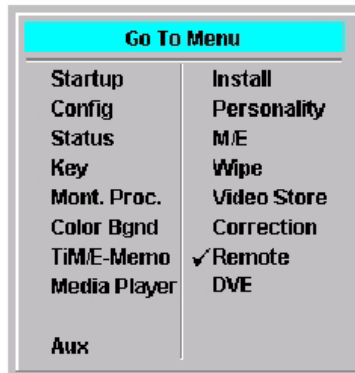 Go To Menu
Startup Install
Config Personality
Status M/E
Key Wipe
Mont. Proc. Video Store
Color Bgnd Correction
TiM/E-Memo ✓Remote
Media Player DVE
Aux